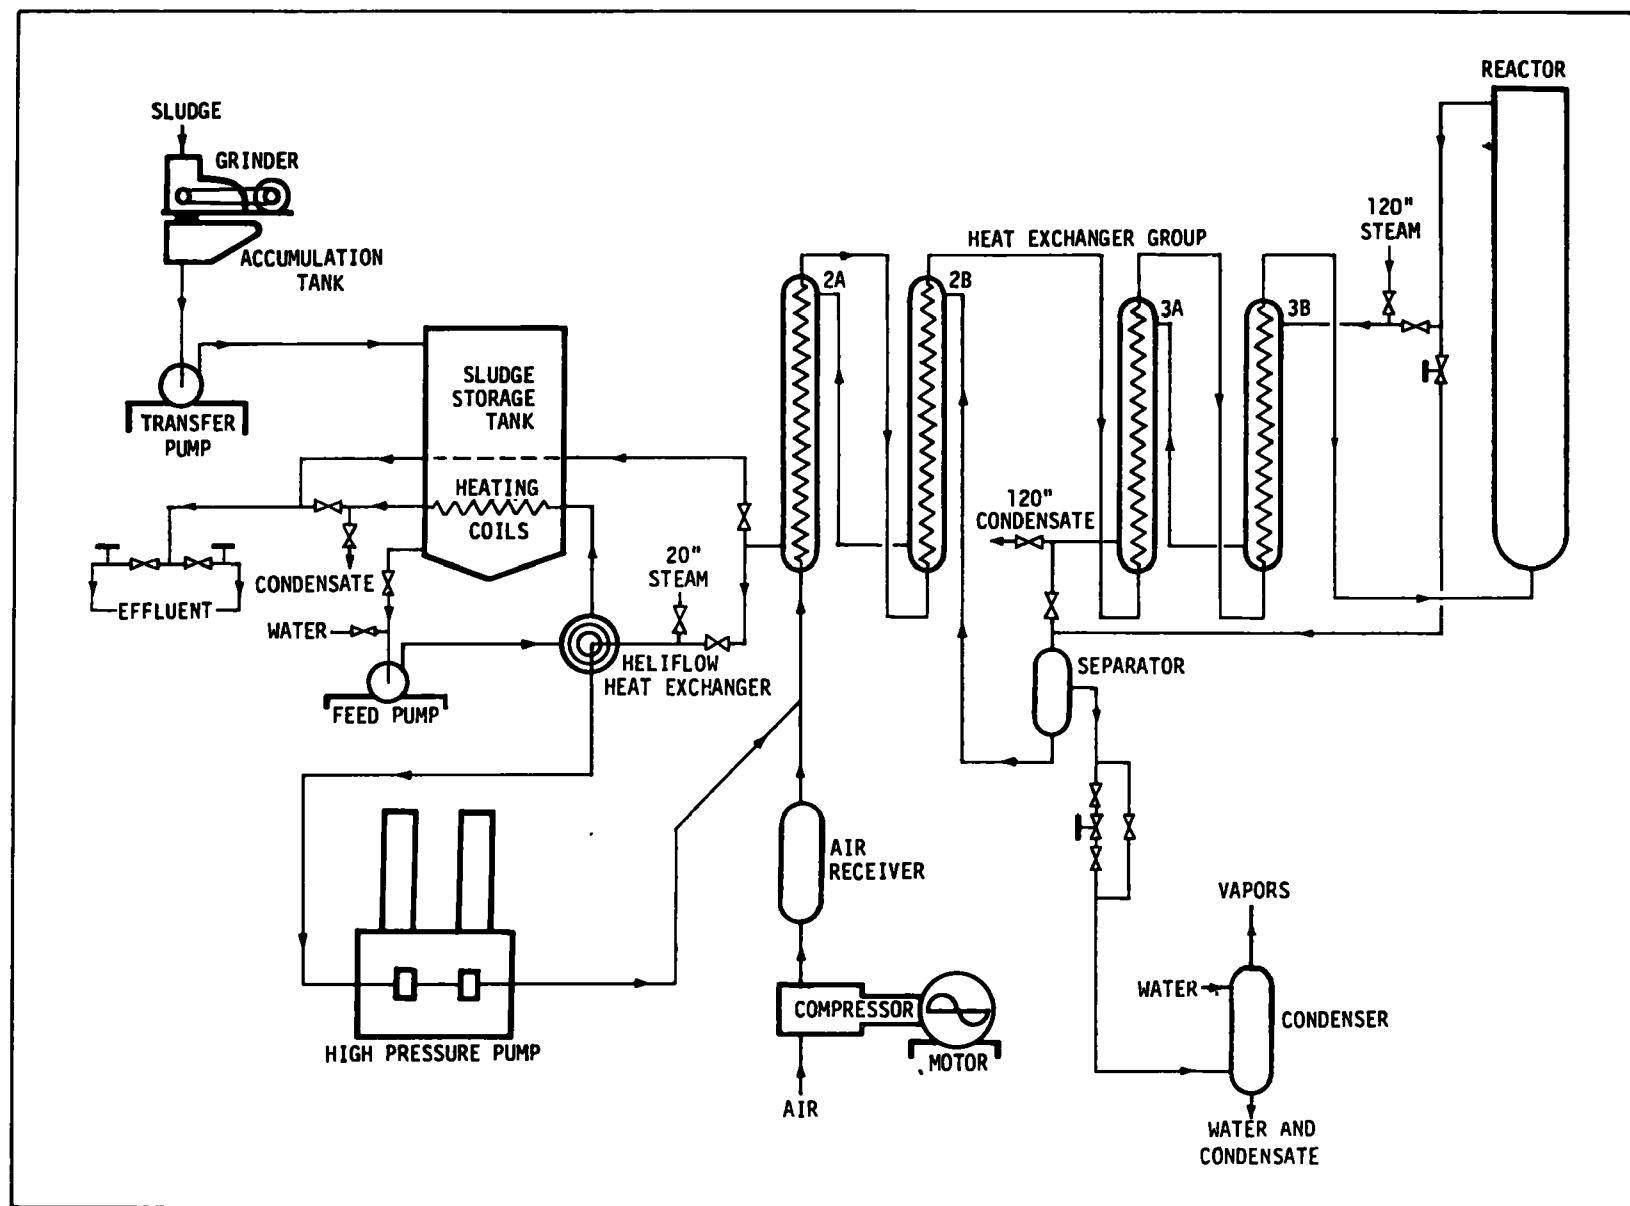 REACTOR
SLUDGE
GRINDER
ACCUMULATION
TANK
120"
STEAM
HEAT EXCHANGER GROUP
2A
2B
3A
3B
SLUDGE
STORAGE
TANK
TRANSFER
PUMP
HEATING
COILS
120"
CONDENSATE
20"
STEAM
CONDENSATE
EFFLUENT
WATER
HELIFLOW
HEAT EXCHANGER
SEPARATOR
FEED PUMP
AIR
RECEIVER
VAPORS
WATER
COMPRESSOR
CONDENSER
HIGH PRESSURE PUMP
MOTOR
AIR
WATER AND
CONDENSATE